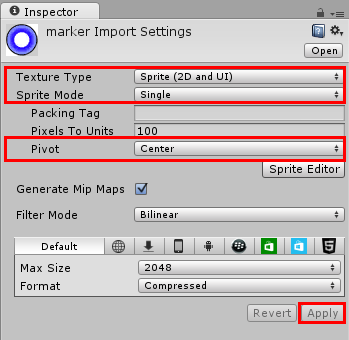 Inspector
marker Import Settings
Open
Texture Type Sprite (2D and UI)
Sprite Mode Single
Packing Tag
Pixels To Units 100
Pivot Center
Sprite Editor
Generate Mip Maps
Filter Mode Bilinear
Default
Max Size 2048
Format Compressed
Revert Apply